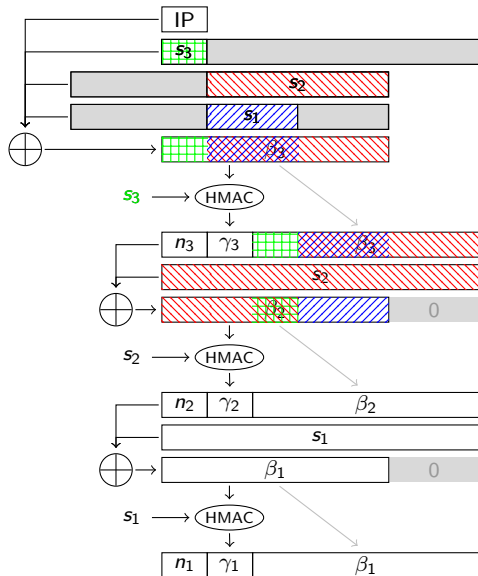 IP
s₃
s₂
s₁
β₃
s₃ HMAC
n₃ γ₃ β₃
s₂
β₂ 0
s₂ HMAC
n₂ γ₂ β₂
s₁
β₁ 0
s₁ HMAC
n₁ γ₁ β₁